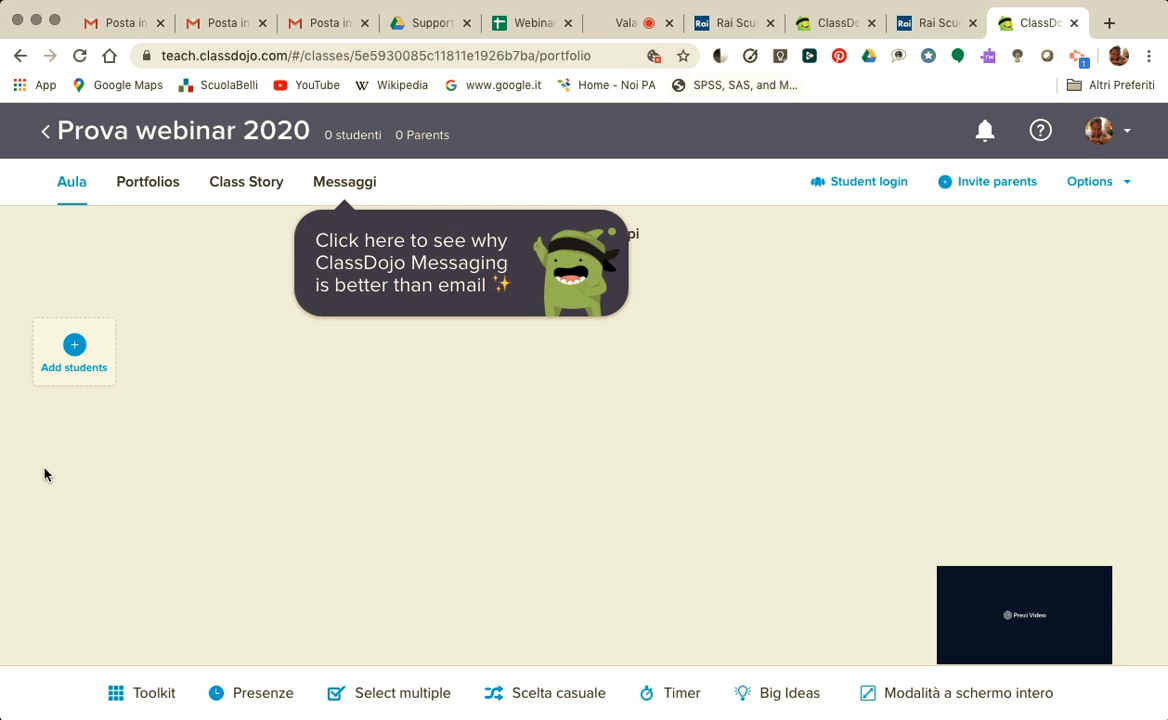 Posta in
Posta in
Posta in
Support
Webina
Vala
Rai Scu
ClassDo
Rai Scu
ClassDo
teach.classdojo.com/#/classes/5e5930085c11811e1926b7ba/portfolio
App
Google Maps
ScuolaBelli
YouTube
Wikipedia
www.google.it
Home - Noi PA
SPSS, SAS, and M...
Altri Preferiti
Prova webinar 2020
0 studenti
0 Parents
Aula
Portfolios
Class Story
Messaggi
Student login
Invite parents
Options
Click here to see why
ClassDojo Messaging
is better than email ✨
pi
Add students
Prezi Video
Toolkit
Presenze
Select multiple
Scelta casuale
Timer
Big Ideas
Modalità a schermo intero